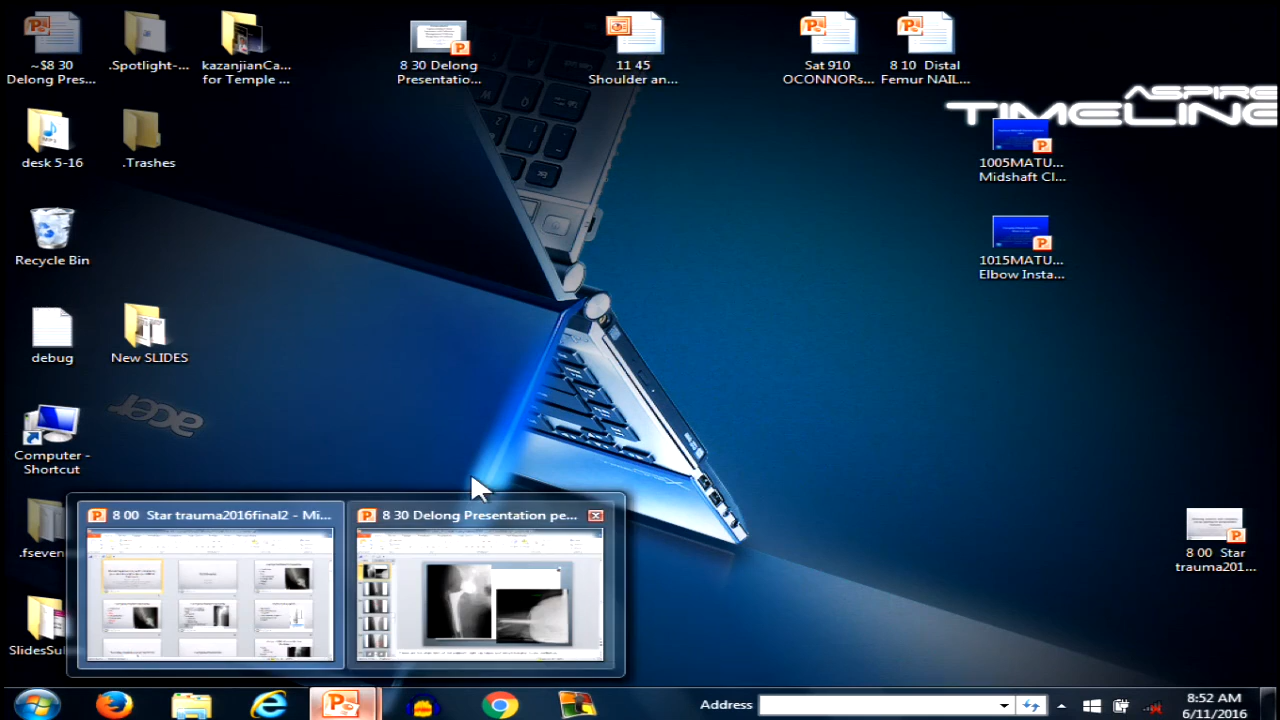 ~$8 30
Delong Pres...
.Spotlight-...
kazanjianCa...
for Temple ...
8 30 Delong
Presentatio...
11 45
Shoulder an...
Sat 910
OCONNORs...
8 10 Distal
Femur NAIL...
ASPIRE
TIMELINE
desk 5-16
.Trashes
1005MATU...
Midshaft Cl...
Recycle Bin
1015MATU...
Elbow Insta...
debug
New SLIDES
acer
Computer -
Shortcut
8 00 Star trauma2016final2 - Mi...
8 30 Delong Presentation pe...
.fseven
8 00 Star
trauma201...
SlidesSu
Address
8:52 AM
6/11/2016